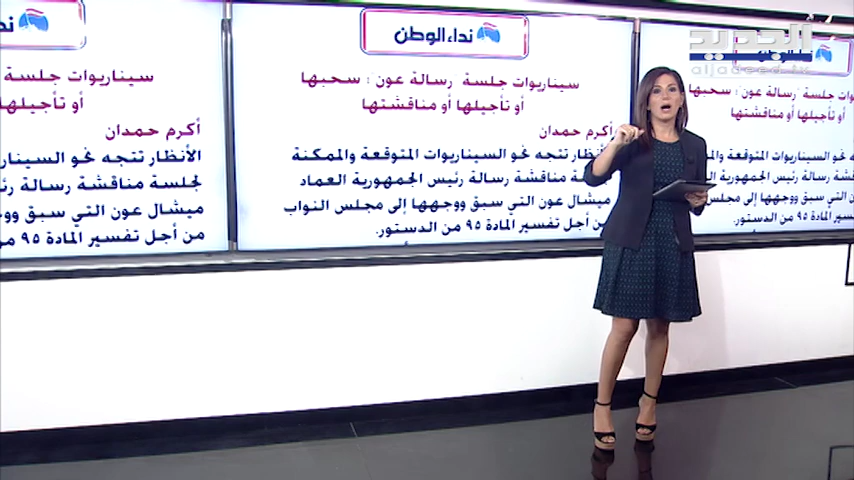 نداء الوطن
سيناريوات جلسة رسالة عون : سحبها
أو تأجيلها أو مناقشتها
أكرم حمدان
الأنظار تتجه نحو السيناريوات المتوقعة والممكنة
لجلسة مناقشة رسالة رئيس الجمهورية العماد
ميشال عون التي سبق ووجهها إلى مجلس النواب
من أجل تفسير المادة ٩٥ من الدستور.
الجديد
aljadeed.tv